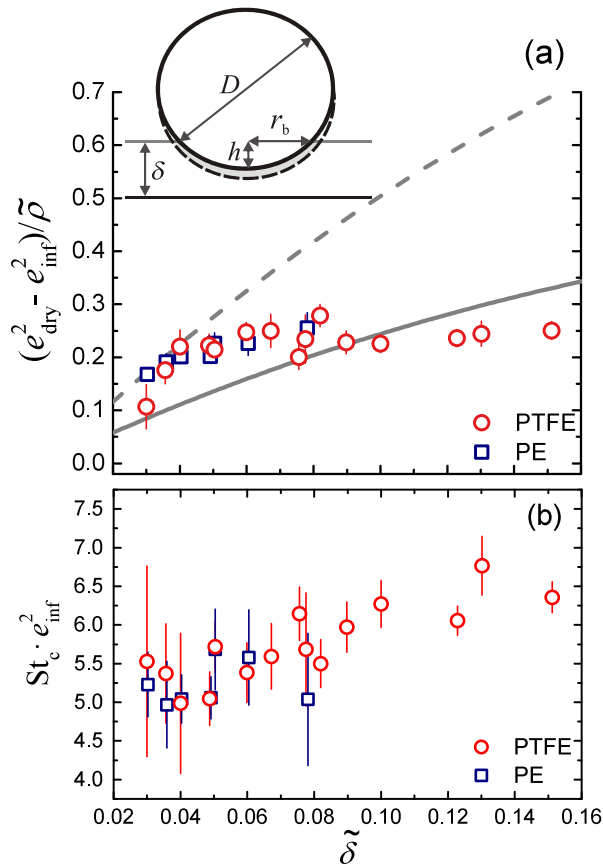 (a)
D
r_b
h
δ
(e²_dry - e²_inf)/ρ̃
0.7
0.6
0.5
0.4
0.3
0.2
0.1
0.0
PTFE
PE
(b)
St_c · e²_inf
7.5
7.0
6.5
6.0
5.5
5.0
4.5
4.0
PTFE
PE
0.02 0.04 0.06 0.08 0.10 0.12 0.14 0.16
δ̃